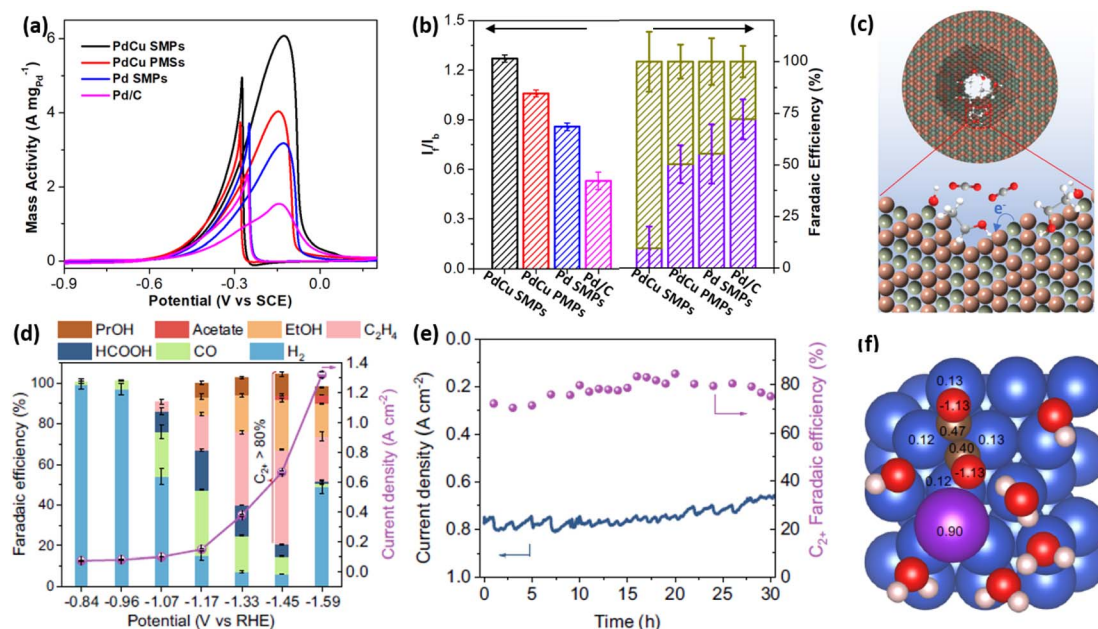 (a)
6
4
2
0
Mass Activity (A mg_Pd⁻¹)
PdCu SMPs
PdCu PMSs
Pd SMPs
Pd/C
-0.9 -0.6 -0.3 0.0
Potential (V vs SCE)
(b)
1.5
1.2
0.9
0.6
0.3
0.0
I_f/I_b
PdCu SMPs
PdCu PMPs
Pd SMPs
Pd/C
PdCu SMPs
PdCu PMPs
Pd SMPs
Pd/C
100
75
50
25
0
Faradaic Efficiency (%)
(c)
e⁻
(d)
PrOH Acetate EtOH C₂H₄
HCOOH CO H₂
100
80
60
40
20
0
Faradaic efficiency (%)
C₂₊ > 80%
1.4
1.2
1.0
0.8
0.6
0.4
0.2
0.0
Current density (A cm⁻²)
-0.84 -0.96 -1.07 -1.17 -1.33 -1.45 -1.59
Potential (V vs RHE)
(e)
0.0
0.2
0.4
0.6
0.8
1.0
Current density (A cm⁻²)
80
60
40
20
0
C₂₊ Faradaic efficiency (%)
0 5 10 15 20 25 30
Time (h)
(f)
0.13
-1.13
0.47
0.12 0.13
0.40
-1.13
0.12
0.90